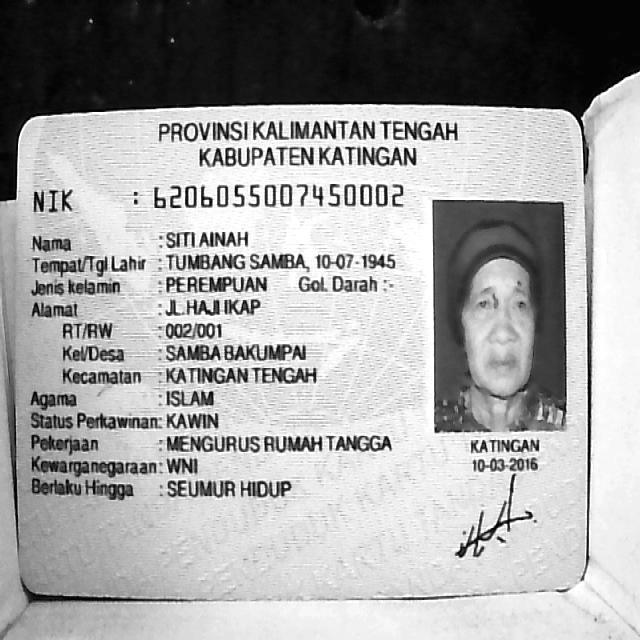 PROVINSI KALIMANTAN TENGAH
KABUPATEN KATINGAN
NIK : 6206055007450002
Nama : SITI AINAH
Tempat/Tgl Lahir : TUMBANG SAMBA, 10-07-1945
Jenis kelamin : PEREMPUAN Gol. Darah : -
Alamat : JL.HAJI IKAP
RT/RW : 002/001
Kel/Desa : SAMBA BAKUMPAI
Kecamatan : KATINGAN TENGAH
Agama : ISLAM
Status Perkawinan: KAWIN
Pekerjaan : MENGURUS RUMAH TANGGA
Kewarganegaraan: WNI
Berlaku Hingga : SEUMUR HIDUP
KATINGAN
10-03-2016